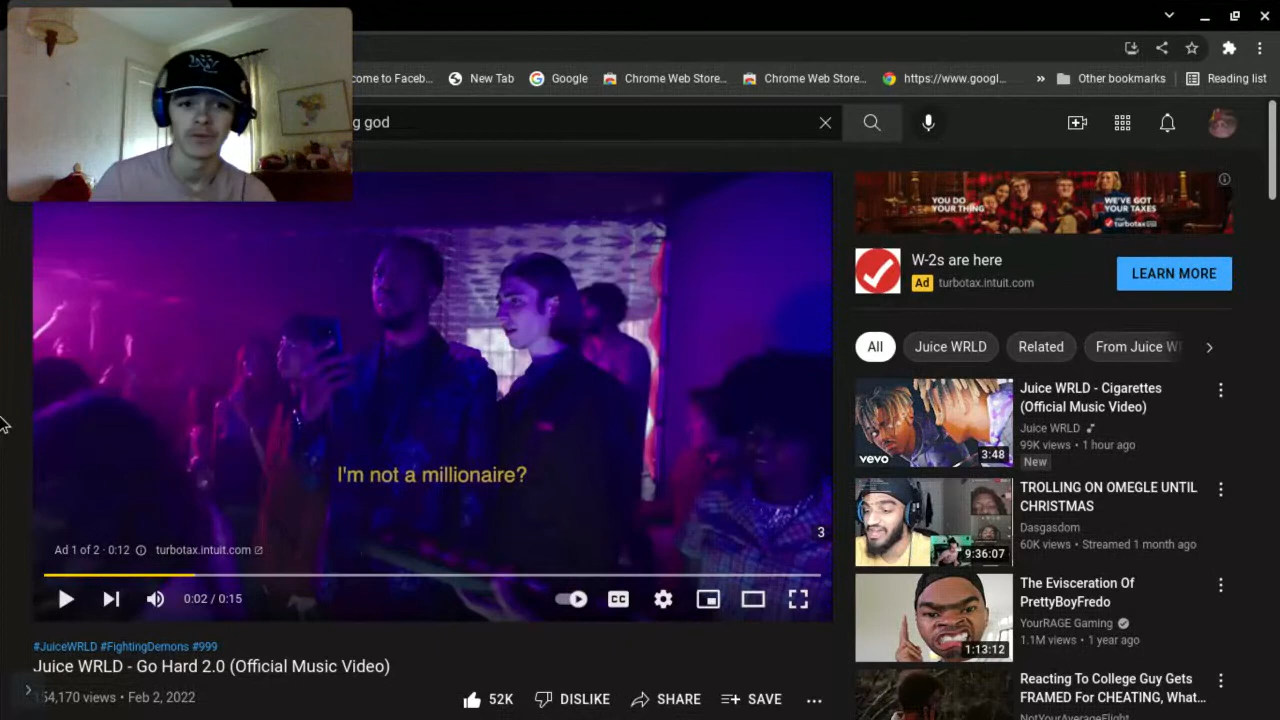 come to Faceb...
New Tab
Google
Chrome Web Store...
Chrome Web Store...
https://www.googl...
»
Other bookmarks
Reading list
g god
NY
YOU DO
YOUR THING
WE'VE GOT
YOUR TAXES
turbotax
W-2s are here
Ad turbotax.intuit.com
LEARN MORE
All
Juice WRLD
Related
From Juice W
I'm not a millionaire?
3
Ad 1 of 2 · 0:12
turbotax.intuit.com
0:02 / 0:15
CC
#JuiceWRLD #FightingDemons #999
Juice WRLD - Go Hard 2.0 (Official Music Video)
54,170 views • Feb 2, 2022
52K
DISLIKE
SHARE
SAVE
vevo
3:48
Juice WRLD - Cigarettes
(Official Music Video)
Juice WRLD
99K views • 1 hour ago
New
9:36:07
TROLLING ON OMEGLE UNTIL
CHRISTMAS
Dasgasdom
60K views • Streamed 1 month ago
1:13:12
The Evisceration Of
PrettyBoyFredo
YourRAGE Gaming
1.1M views • 1 year ago
Reacting To College Guy Gets
FRAMED For CHEATING, What...
NotYourAverageFlight